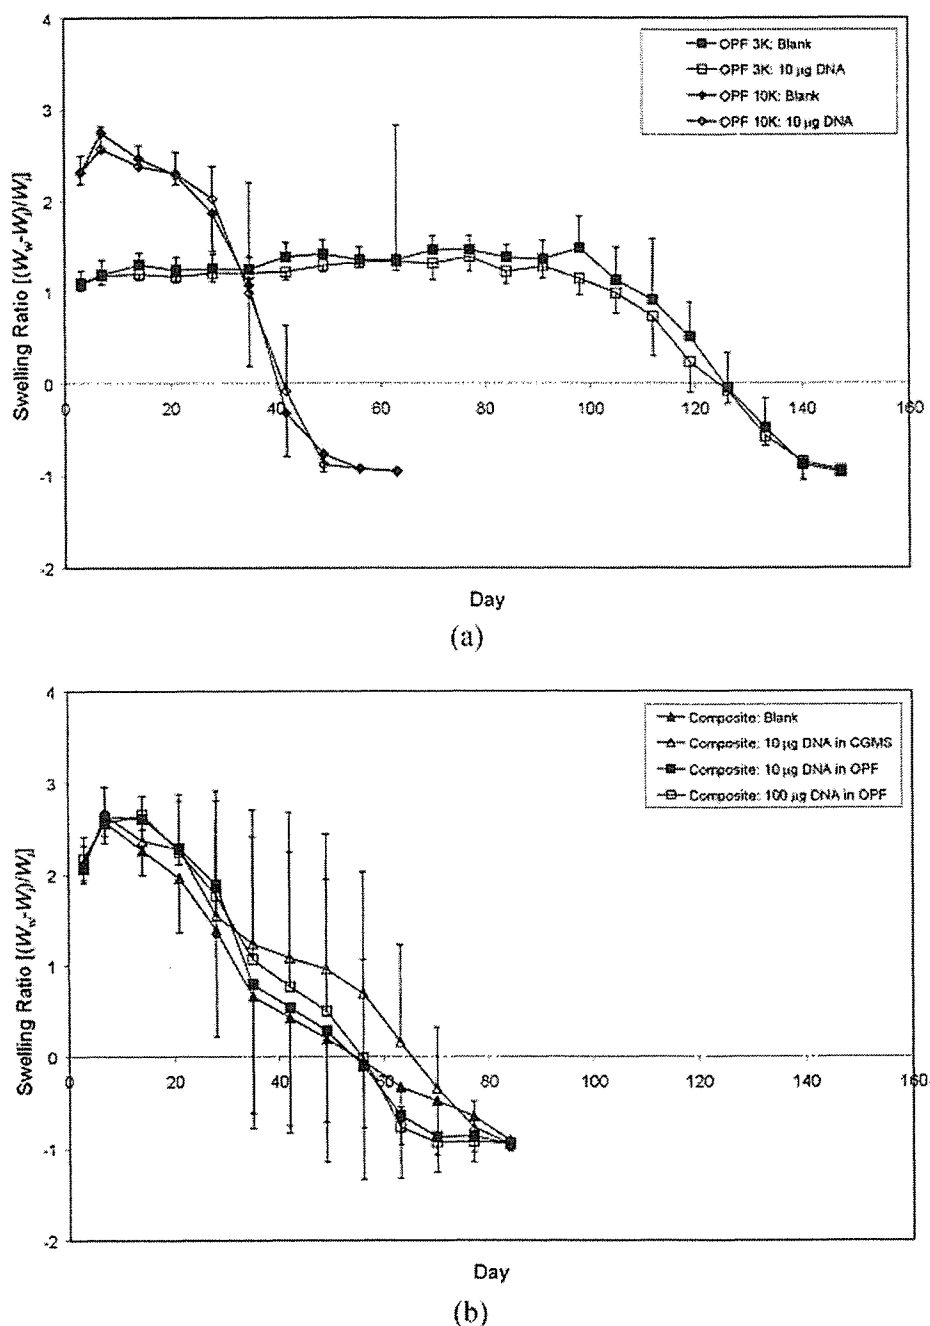 4
3
2
1
0
-1
-2
0 20 40 60 80 100 120 140 160
Swelling Ratio [(Ww-Wi)/Wi]
Day
OPF 3K: Blank
OPF 3K: 10 µg DNA
OPF 10K: Blank
OPF 10K: 10 µg DNA
(a)
4
3
2
1
0
-1
-2
0 20 40 60 80 100 120 140 160
Swelling Ratio [(Ww-Wi)/Wi]
Day
Composite: Blank
Composite: 10 µg DNA in CGMS
Composite: 10 µg DNA in OPF
Composite: 100 µg DNA in OPF
(b)